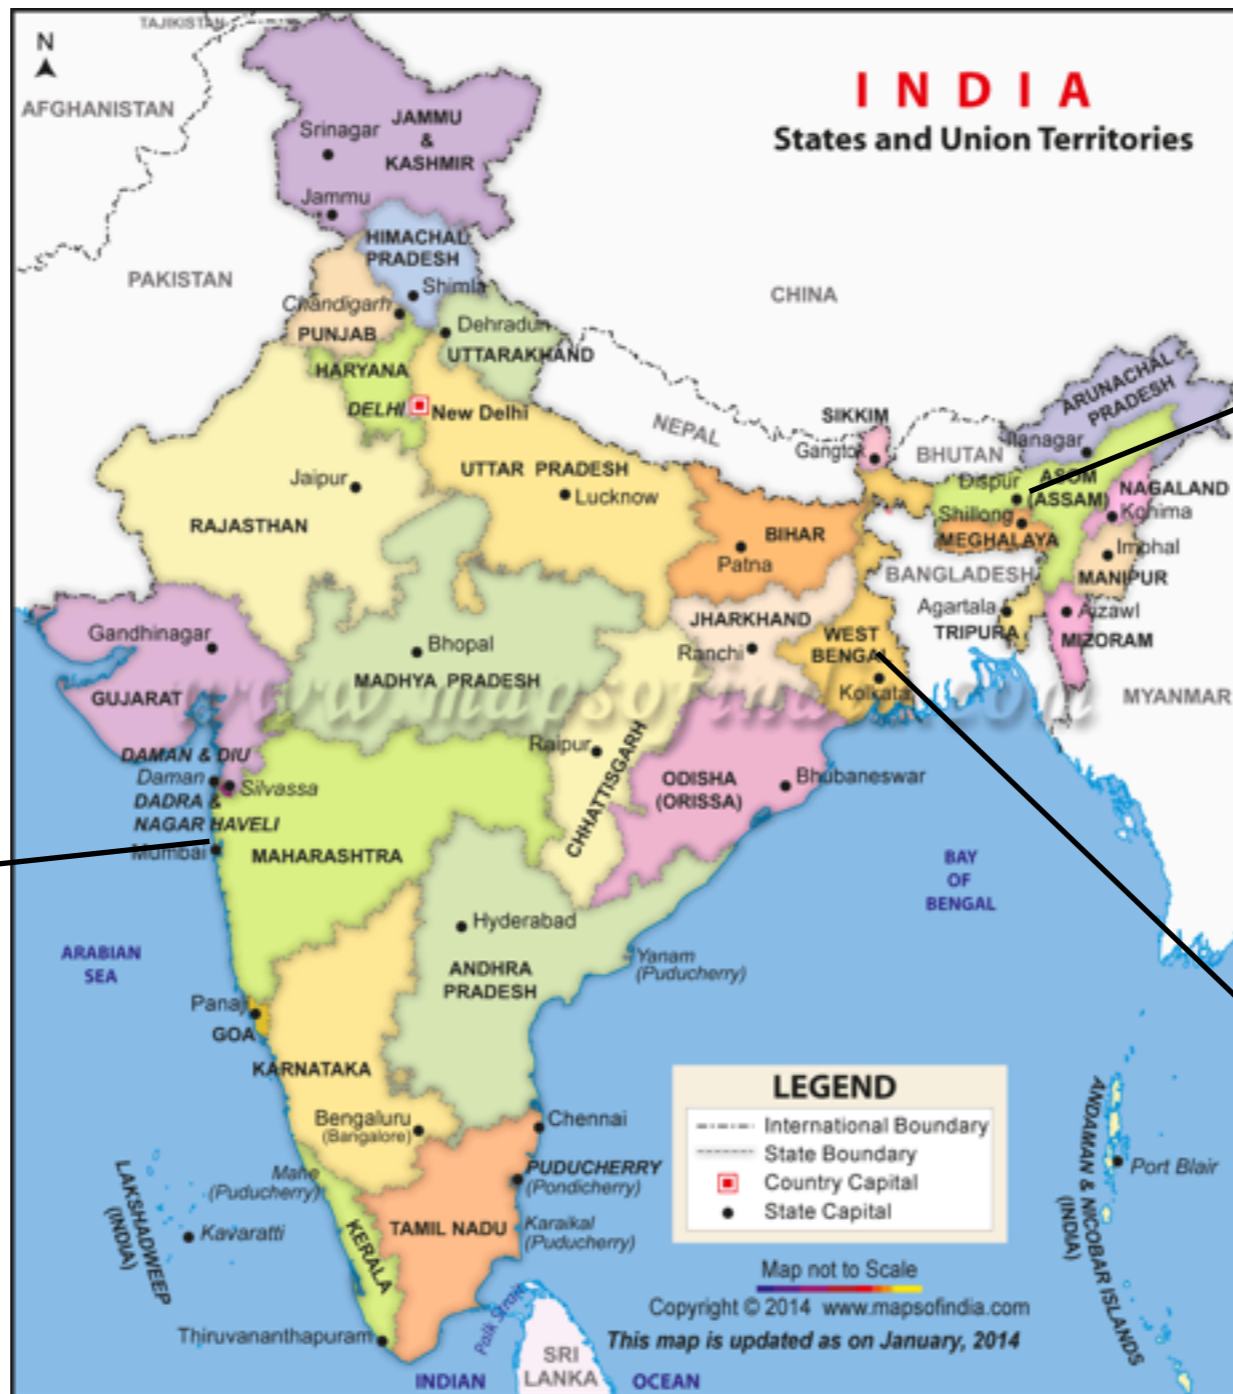 TAJIKISTAN
N
AFGHANISTAN
INDIA
States and Union Territories
Srinagar
JAMMU
&
KASHMIR
Jammu
HIMACHAL
PRADESH
PAKISTAN
Shimla
CHINA
Chandigarh
PUNJAB
Dehradun
UTTARAKHAND
HARYANA
DELHI
New Delhi
ARUNACHAL
PRADESH
SIKKIM
NEPAL
Gangtok
BHUTAN
Itanagar
UTTAR PRADESH
Lucknow
Jaipur
RAJASTHAN
Dispur
ASOM
(ASSAM)
NAGALAND
Kohima
Shillong
MEGHALAYA
BIHAR
Patna
Imphal
MANIPUR
BANGLADESH
Agartala
TRIPURA
Aizawl
MIZORAM
JHARKHAND
Ranchi
WEST
BENGAL
Kolkata
Gandhinagar
GUJARAT
Bhopal
MADHYA PRADESH
www.mapsofindia.com
MYANMAR
DAMAN & DIU
Daman
Silvassa
DADRA &
NAGAR HAVELI
Mumbai
MAHARASHTRA
Raipur
CHHATTISGARH
ODISHA
(ORISSA)
Bhubaneswar
BAY
OF
BENGAL
ARABIAN
SEA
Hyderabad
ANDHRA
PRADESH
Yanam
(Puducherry)
Panaji
GOA
KARNATAKA
Bengaluru
(Bangalore)
Chennai
Mahe
(Puducherry)
PUDUCHERRY
(Pondicherry)
Karaikal
(Puducherry)
TAMIL NADU
KERALA
LAKSHADWEEP
(INDIA)
Kavaratti
Thiruvananthapuram
Palk Strait
SRI
LANKA
INDIAN OCEAN
LEGEND
International Boundary
State Boundary
Country Capital
State Capital
ANDAMAN & NICOBAR ISLANDS
(INDIA)
Port Blair
Map not to Scale
Copyright © 2014 www.mapsofindia.com
This map is updated as on January, 2014